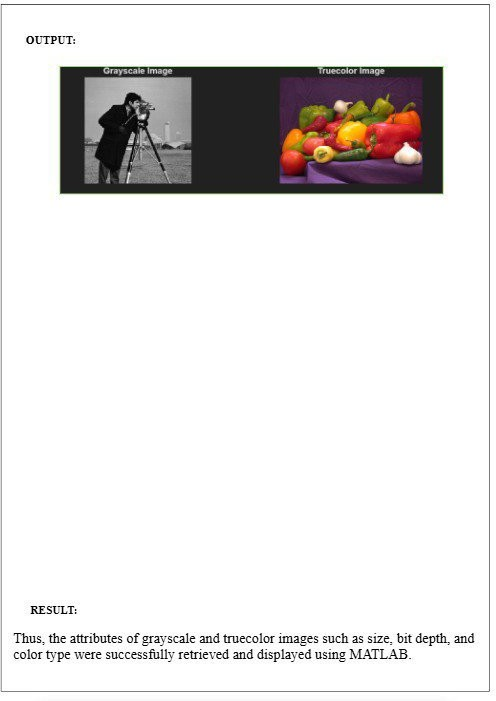 OUTPUT:
Grayscale Image
Truecolor Image
RESULT:
Thus, the attributes of grayscale and truecolor images such as size, bit depth, and
color type were successfully retrieved and displayed using MATLAB.